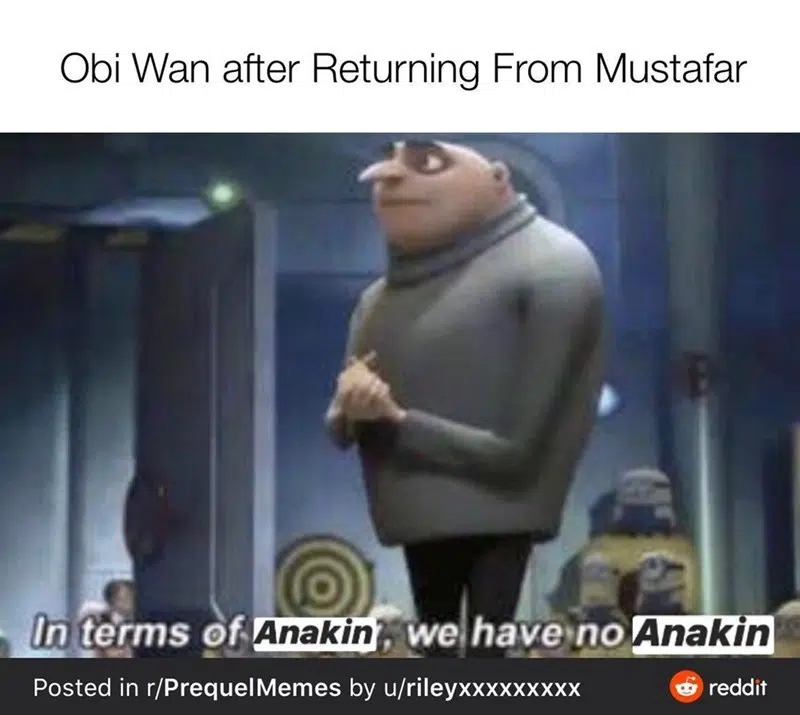 Obi Wan after Returning From Mustafar
In terms of Anakin, we have no Anakin
Posted in r/PrequelMemes by u/rileyxxxxxxxxxx
reddit